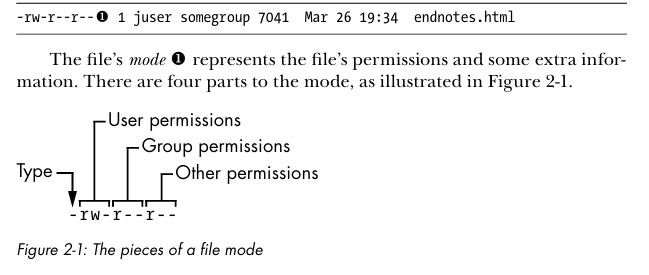 -rw-r--r--❶ 1 juser somegroup 7041  Mar 26 19:34  endnotes.html
The file's mode ❶ represents the file's permissions and some extra infor-
mation. There are four parts to the mode, as illustrated in Figure 2-1.
User permissions
Group permissions
Type
Other permissions
-rw-r--r--
Figure 2-1: The pieces of a file mode